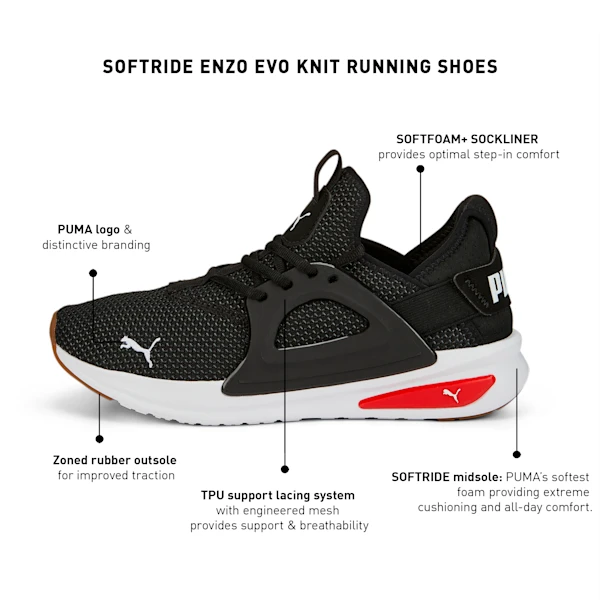 SOFTRIDE ENZO EVO KNIT RUNNING SHOES
SOFTFOAM+ SOCKLINER
provides optimal step-in comfort
PUMA logo &
distinctive branding
Zoned rubber outsole
for improved traction
TPU support lacing system
with engineered mesh
provides support & breathability
SOFTRIDE midsole: PUMA's softest
foam providing extreme
cushioning and all-day comfort.